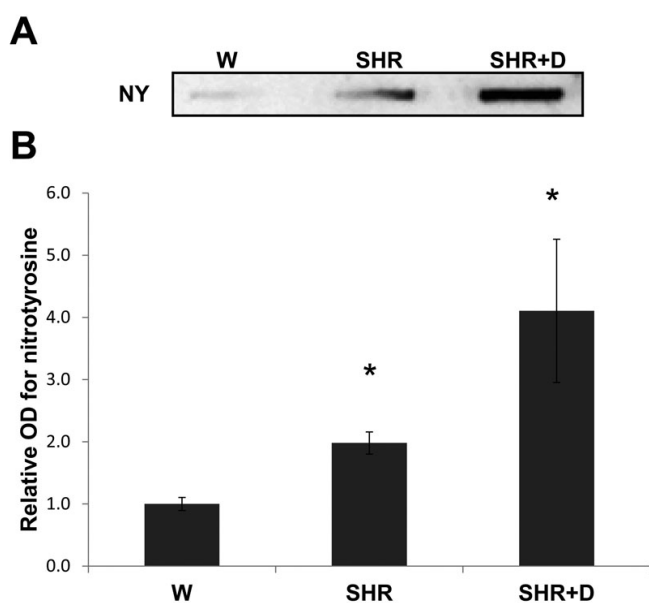 A
W SHR SHR+D
NY
B
6.0
*
5.0
4.0
*
3.0
2.0
1.0
0.0
Relative OD for nitrotyrosine
W SHR SHR+D